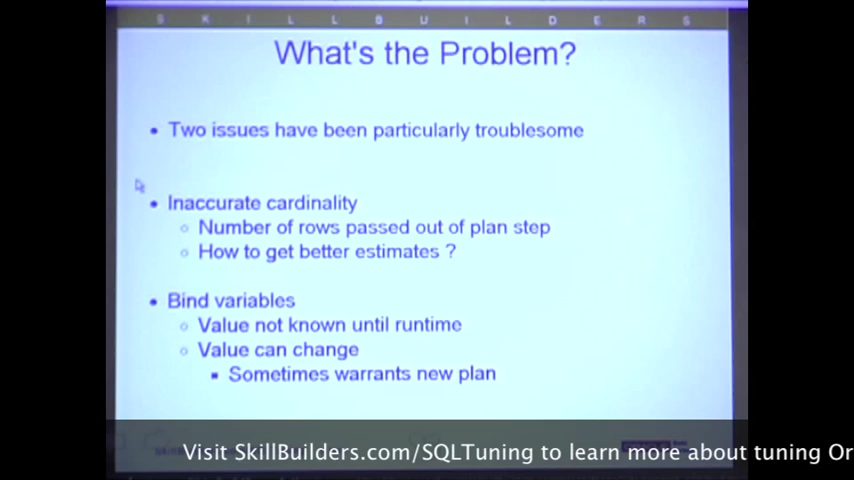 S K I L L B U I L D E R S
What's the Problem?
• Two issues have been particularly troublesome
• Inaccurate cardinality
○ Number of rows passed out of plan step
○ How to get better estimates ?
• Bind variables
○ Value not known until runtime
○ Value can change
▪ Sometimes warrants new plan
Visit SkillBuilders.com/SQLTuning to learn more about tuning Or